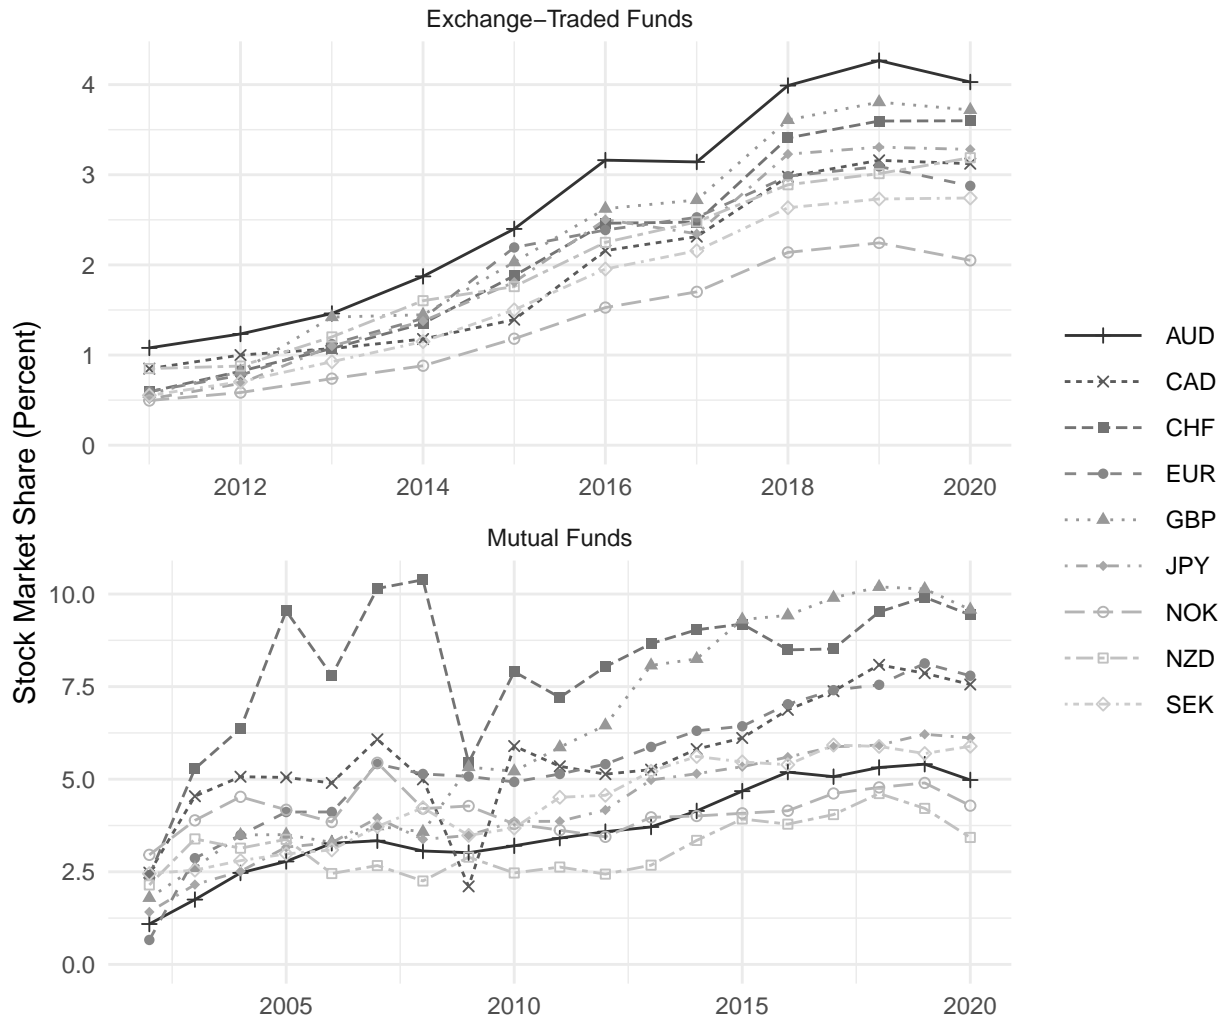 Exchange−Traded Funds
4
3
2
1
0
2012 2014 2016 2018 2020
Stock Market Share (Percent)
Mutual Funds
10.0
7.5
5.0
2.5
0.0
2005 2010 2015 2020
AUD
CAD
CHF
EUR
GBP
JPY
NOK
NZD
SEK